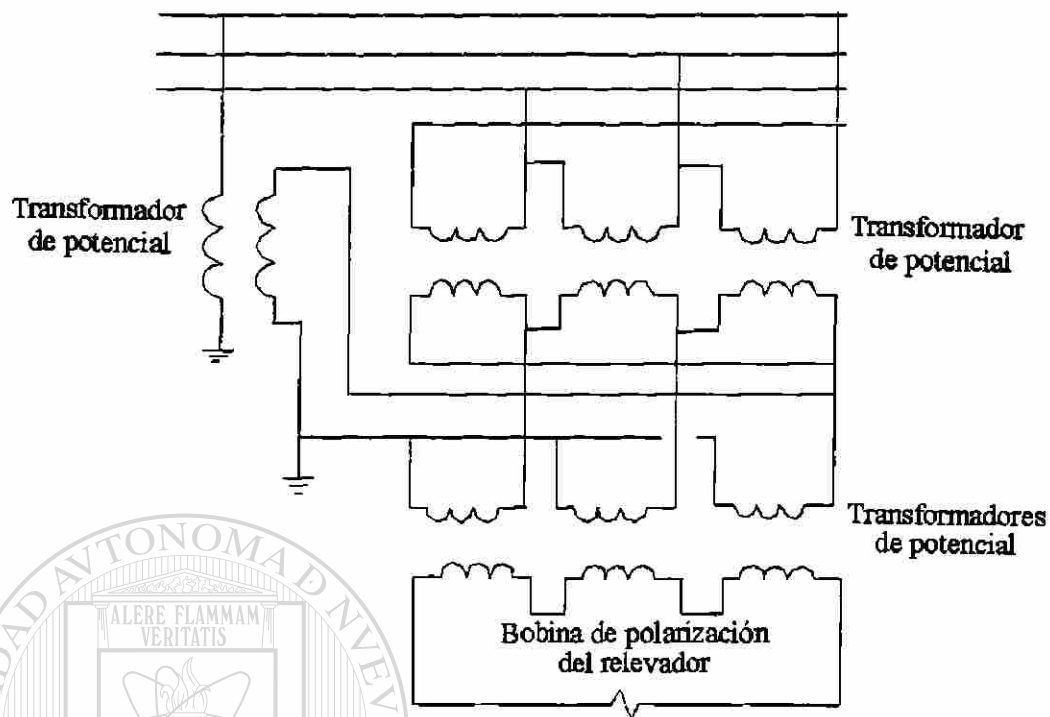 Transformador
de potencial
Transformador
de potencial
Transformadores
de potencial
Bobina de polarización
del relevador
ALERE FLAMMAM
VERITATIS